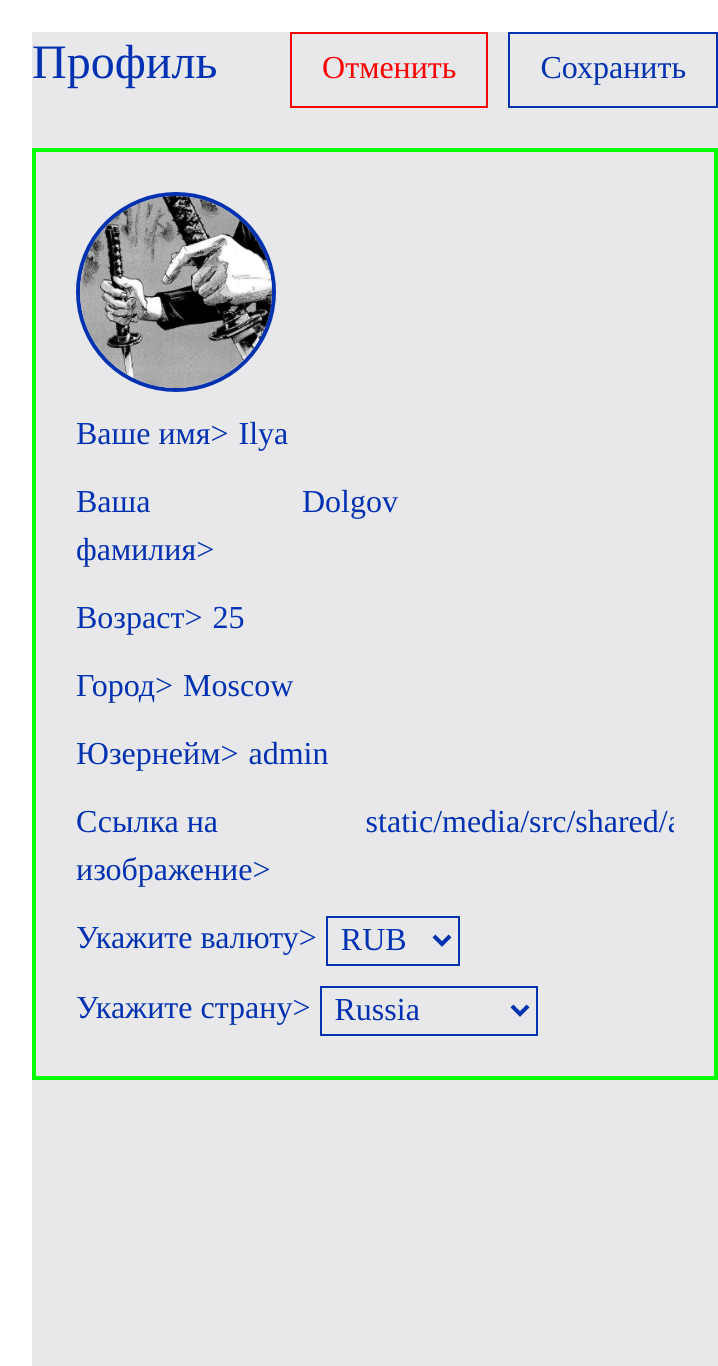 Профиль
Отменить
Сохранить
Ваше имя> Ilya
Ваша Dolgov
фамилия>
Возраст> 25
Город> Moscow
Юзернейм> admin
Ссылка на static/media/src/shared/
изображение>
Укажите валюту> RUB
Укажите страну> Russia